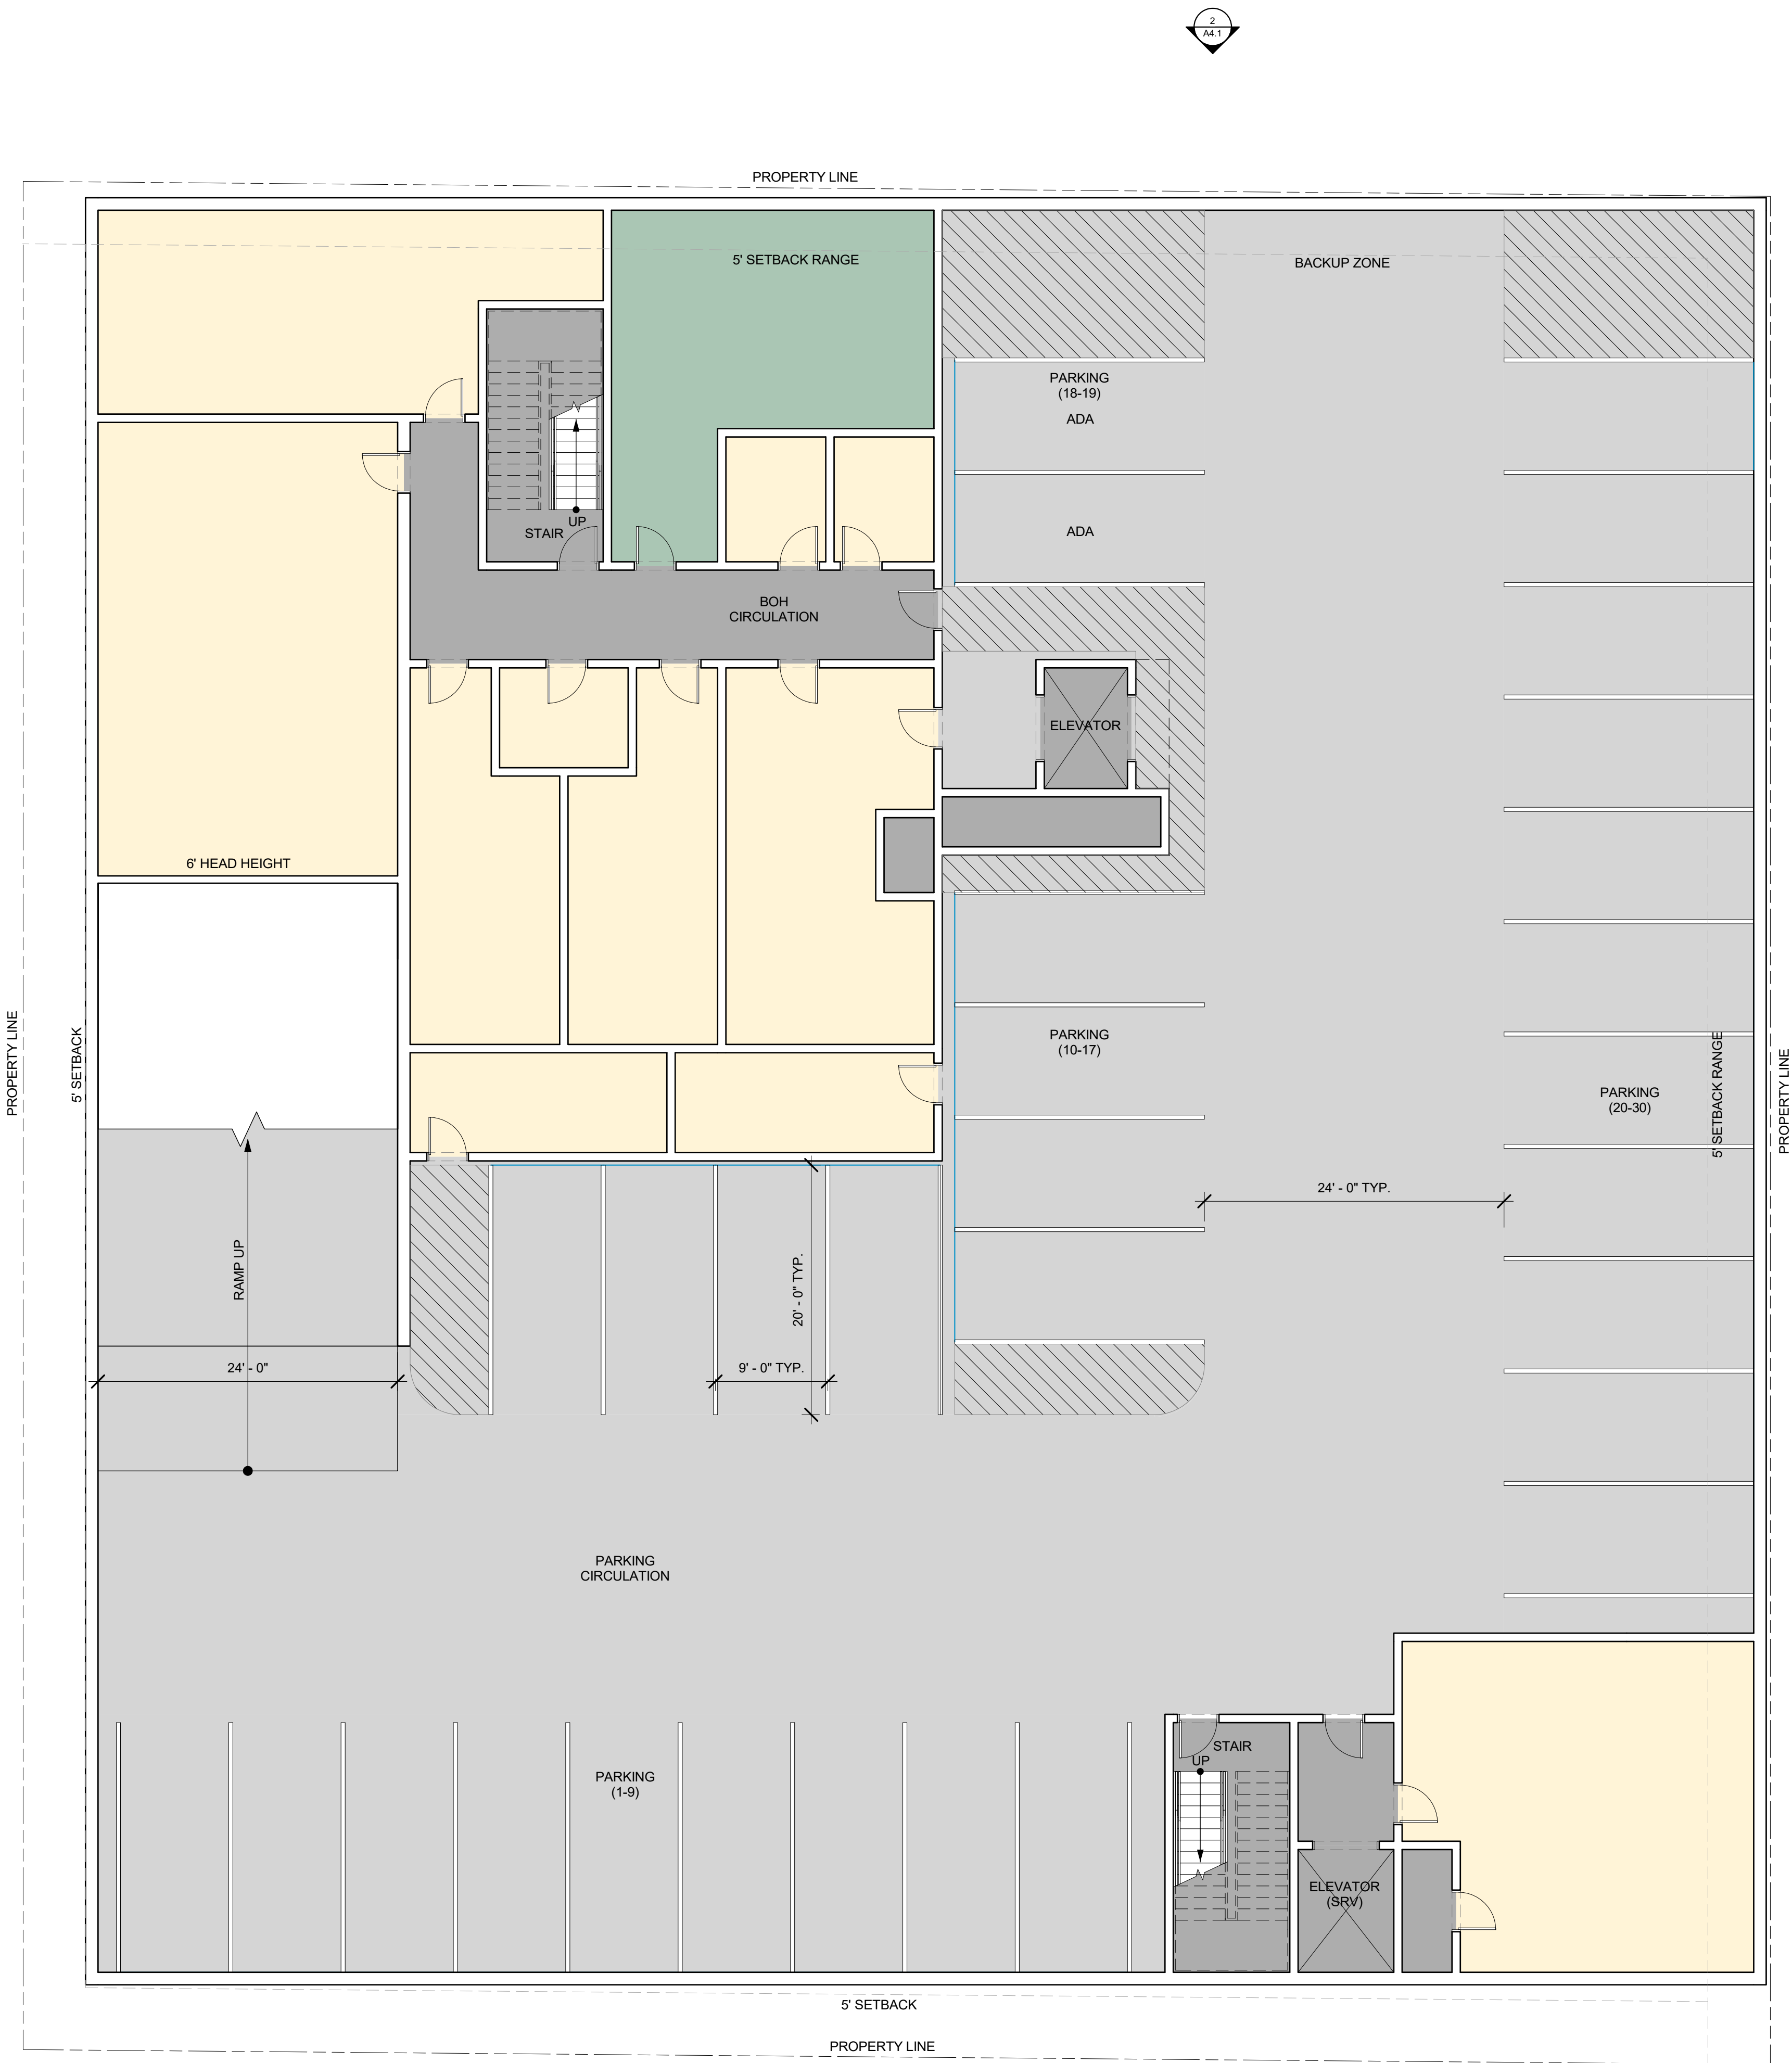 2
A4.1
PROPERTY LINE
5' SETBACK RANGE
BACKUP ZONE
PARKING
(18-19)
ADA
UP
STAIR
ADA
BOH
CIRCULATION
ELEVATOR
6' HEAD HEIGHT
PROPERTY LINE
5' SETBACK
PARKING
(10-17)
5' SETBACK RANGE
PROPERTY LINE
PARKING
(20-30)
24' - 0" TYP.
RAMP UP
20' - 0" TYP.
24' - 0"
9' - 0" TYP.
PARKING
CIRCULATION
STAIR
UP
PARKING
(1-9)
ELEVATOR
(SRV)
5' SETBACK
PROPERTY LINE